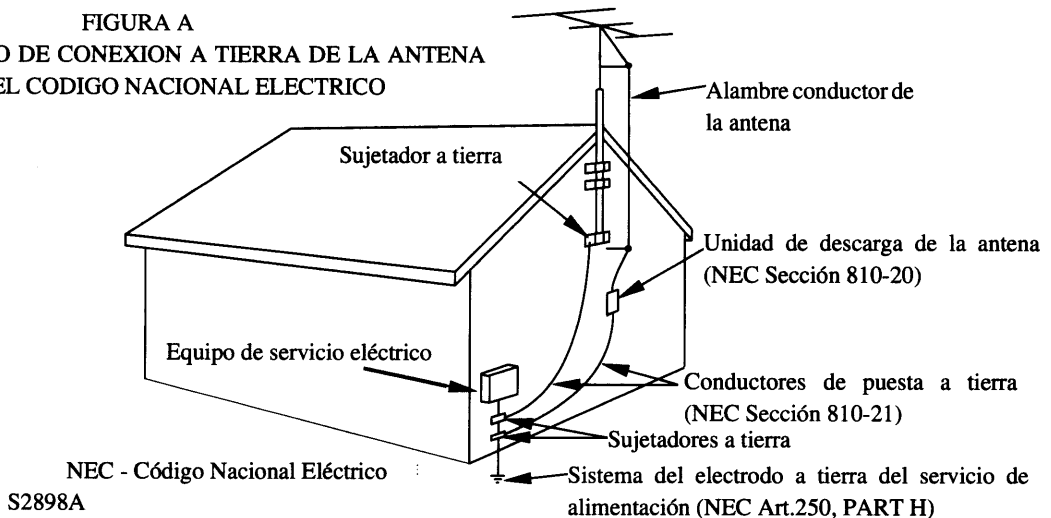 FIGURA A
DE CONEXION A TIERRA DE LA ANTENA
CODIGO NACIONAL ELECTRICO
Alambre conductor de
la antena
Sujetador a tierra
Unidad de descarga de la antena
(NEC Sección 810-20)
Equipo de servicio eléctrico
Conductores de puesta a tierra
(NEC Sección 810-21)
Sujetadores a tierra
NEC - Código Nacional Eléctrico
Sistema del electrodo a tierra del servicio de
alimentación (NEC Art.250, PART H)
S2898A